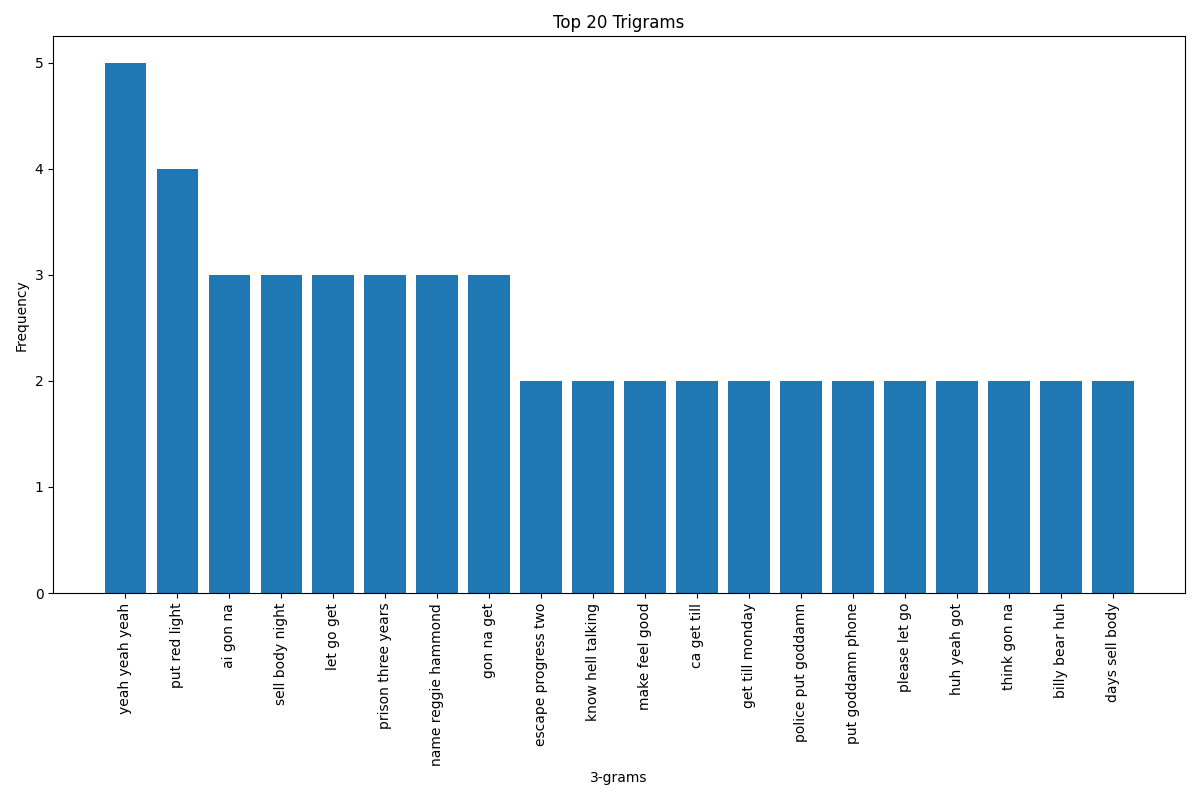 Top 20 Trigrams
Frequency
5
4
3
2
1
0
yeah yeah yeah
put red light
ai gon na
sell body night
let go get
prison three years
name reggie hammond
gon na get
escape progress two
know hell talking
make feel good
ca get till
get till monday
police put goddamn
put goddamn phone
please let go
huh yeah got
think gon na
billy bear huh
days sell body
3-grams